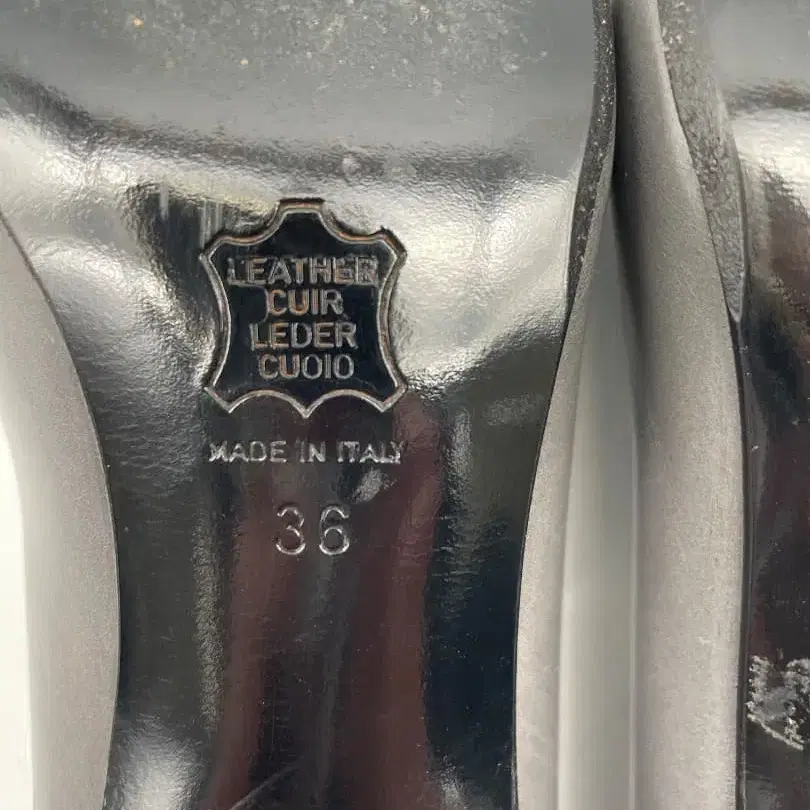 LEATHER
CUIR
LEDER
CUOIO
MADE IN ITALY
36